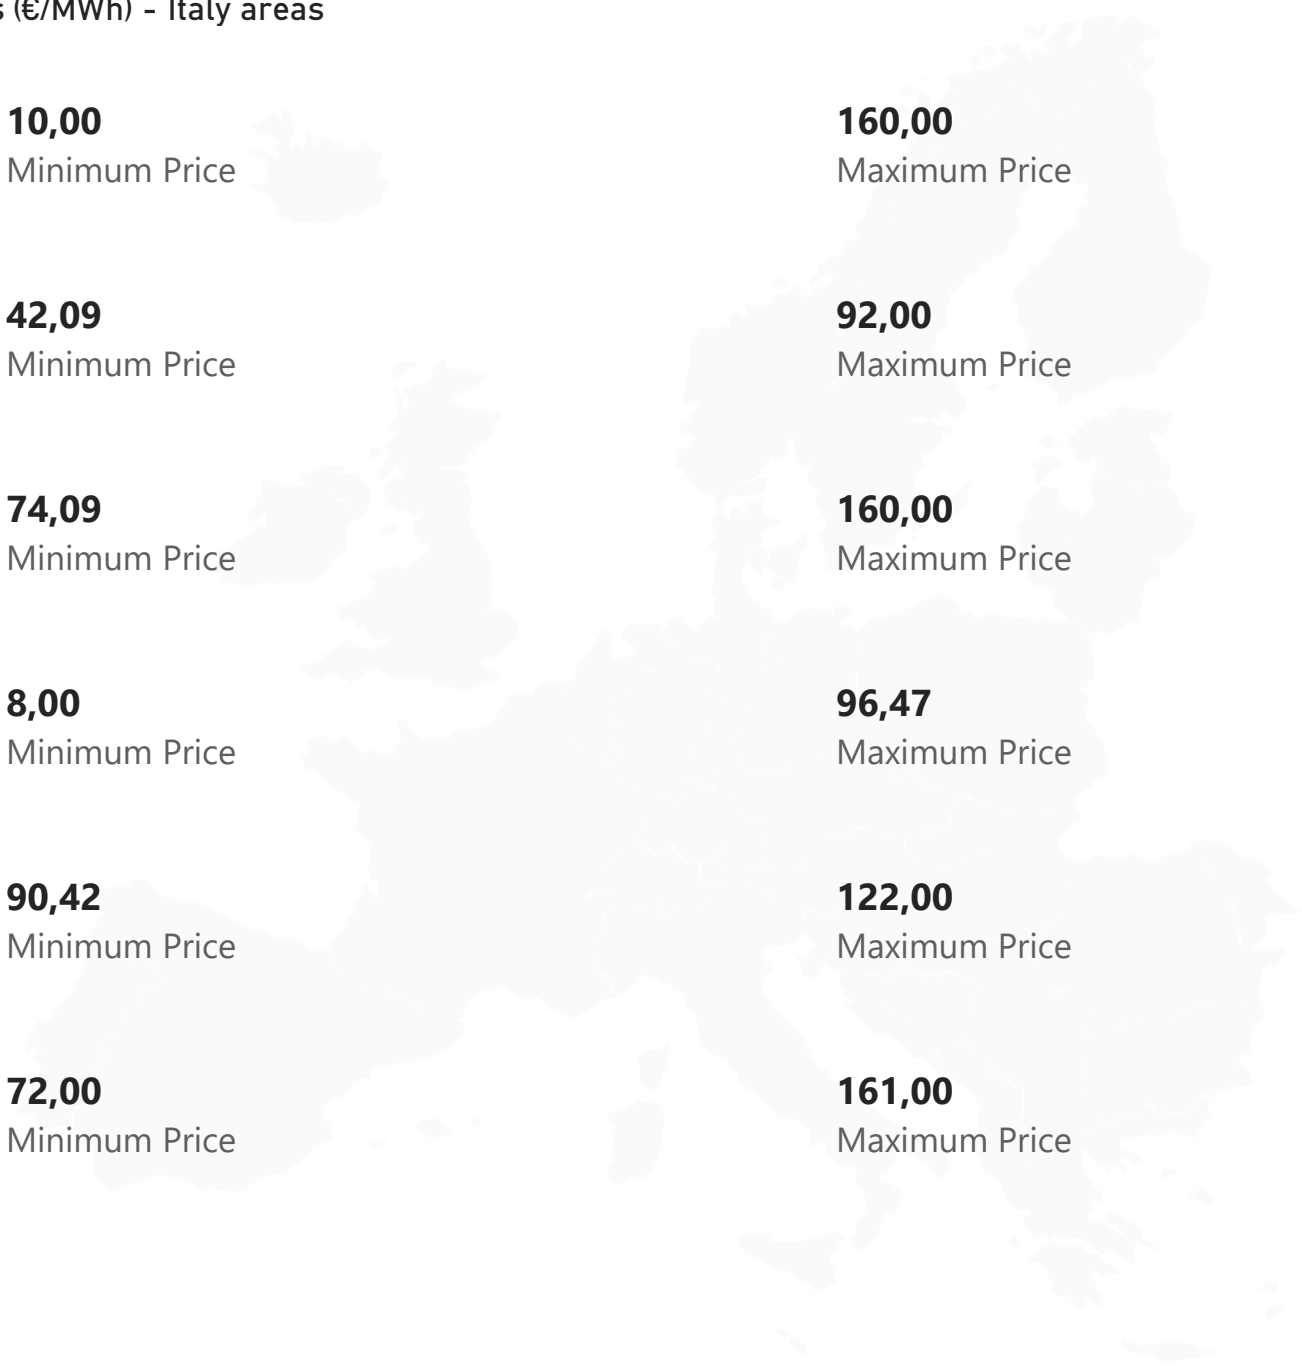 s (€/MWh) - Italy areas
10,00 160,00
Minimum Price Maximum Price
42,09 92,00
Minimum Price Maximum Price
74,09 160,00
Minimum Price Maximum Price
8,00 96,47
Minimum Price Maximum Price
90,42 122,00
Minimum Price Maximum Price
72,00 161,00
Minimum Price Maximum Price